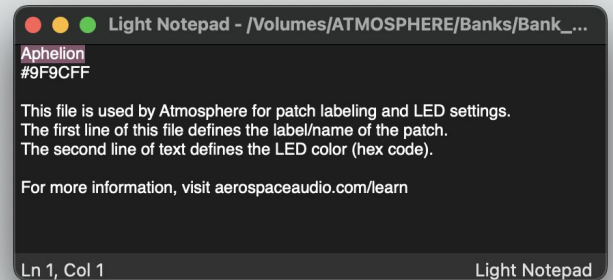 Light Notepad - /Volumes/ATMOSPHERE/Banks/Bank_...
Aphelion
#9F9CFF
This file is used by Atmosphere for patch labeling and LED settings.
The first line of this file defines the label/name of the patch.
The second line of text defines the LED color (hex code).
For more information, visit aerospaceaudio.com/learn
Ln 1, Col 1
Light Notepad